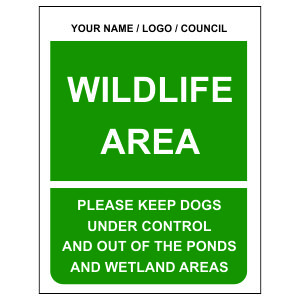 YOUR NAME / LOGO / COUNCIL
WILDLIFE
AREA
PLEASE KEEP DOGS
UNDER CONTROL
AND OUT OF THE PONDS
AND WETLAND AREAS